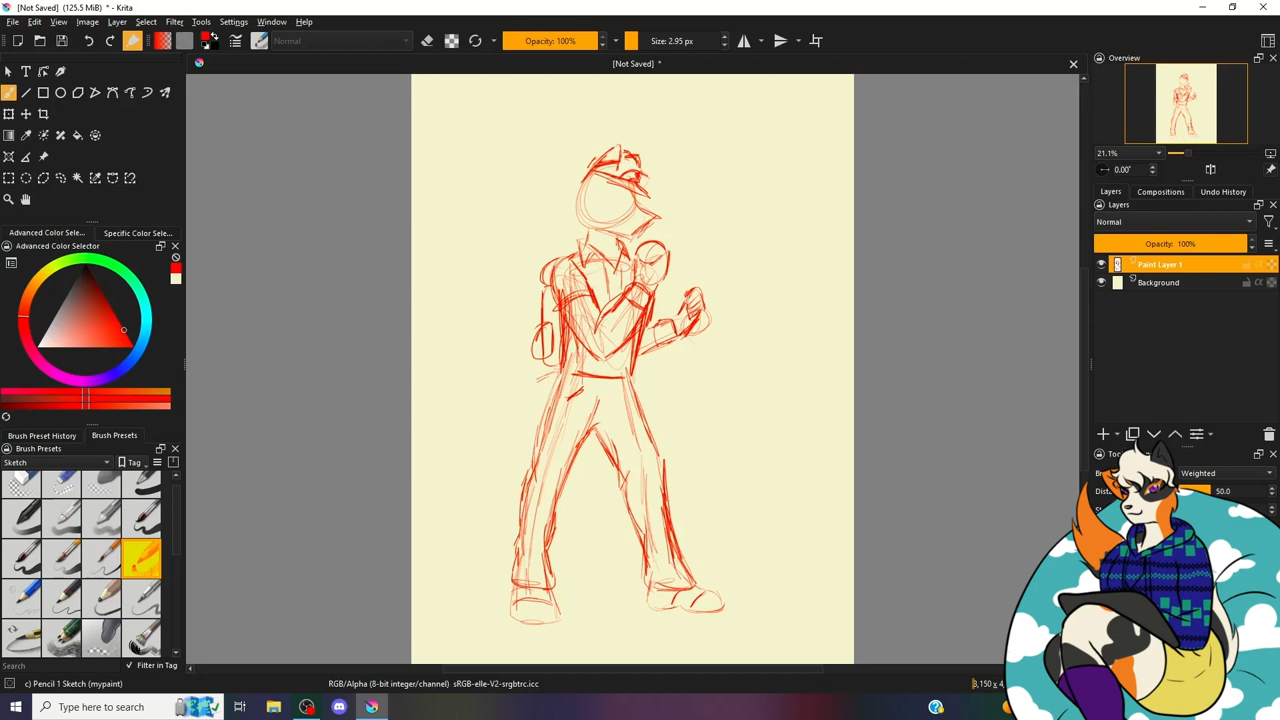 [Not Saved] (125.5 MiB) * - Krita
File Edit View Image Layer Select Filter Tools Settings Window Help
Normal
Opacity: 100%
Size: 2.95 px
[Not Saved] *
Overview
21.1%
0.00°
Layers Compositions Undo History
Layers
Normal
Opacity: 100%
Paint Layer 1
Background
Weighted
50.0
Advanced Color Sele... Specific Color Sele...
Advanced Color Selector
Brush Preset History Brush Presets
Brush Presets
Sketch
Tag
Search
Filter in Tag
c) Pencil 1 Sketch (mypaint)
RGB/Alpha (8-bit integer/channel) sRGB-elle-V2-srgbtrc.icc
Type here to search